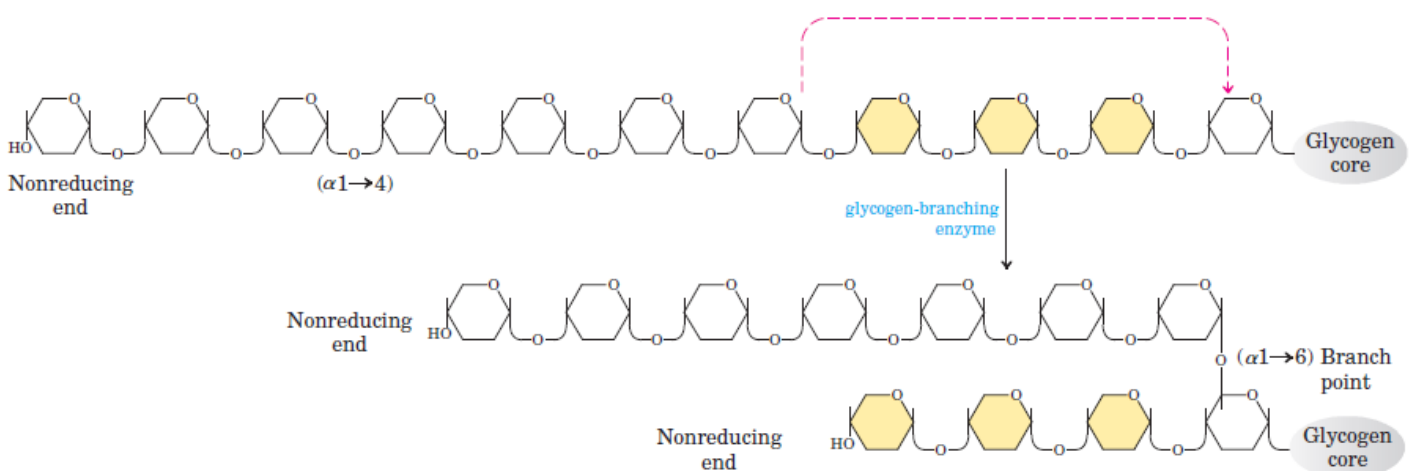 O O O O O O O O O O O
HO O O O O O O O O O O Glycogen
core
Nonreducing
end
(α1→4)
glycogen-branching
enzyme
O O O O O O O
Nonreducing
end
HO O O O O O O
O (α1→6) Branch
point
O O O O
Nonreducing
end
HO O O O Glycogen
core